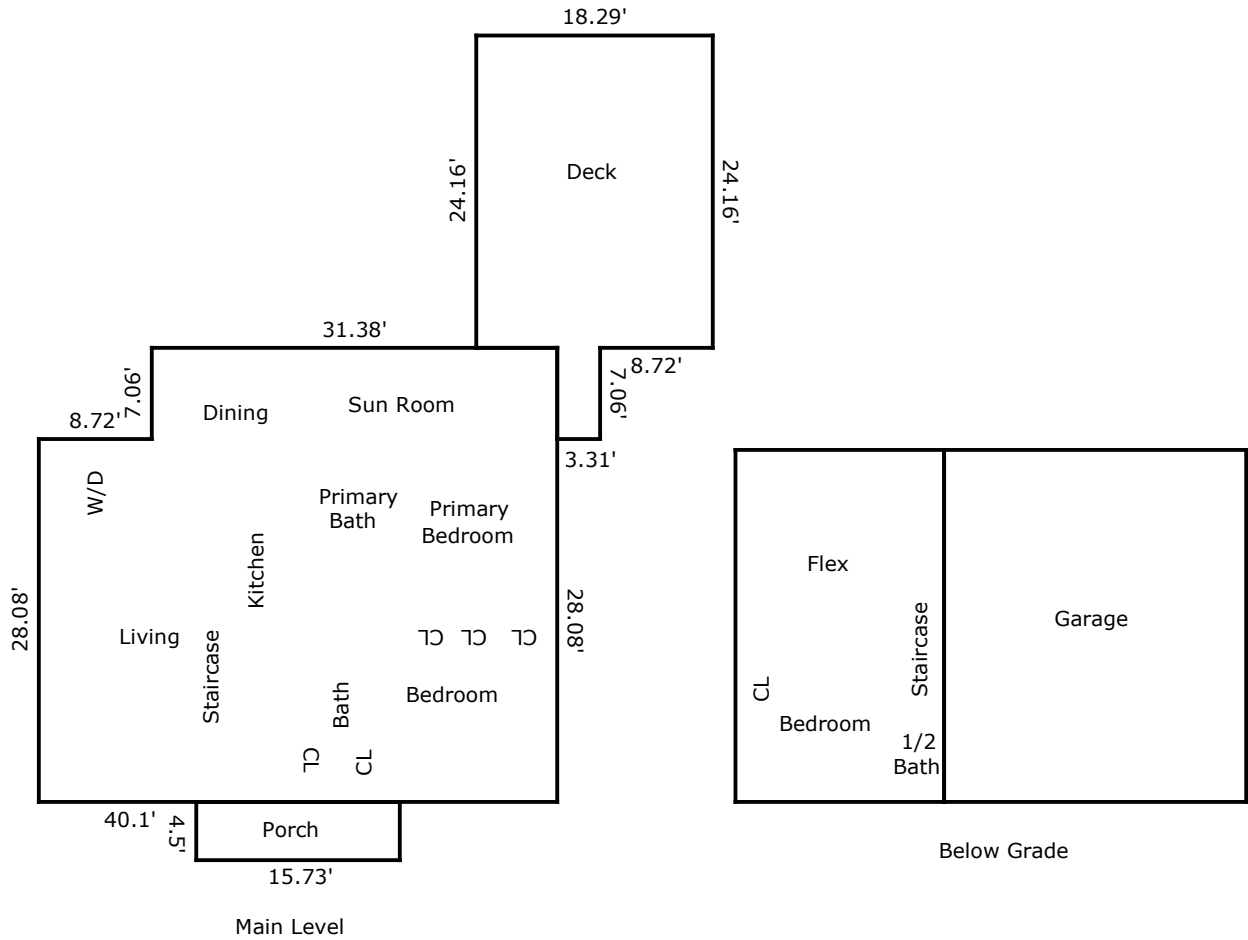 18.29'
Deck
24.16'
24.16'
31.38'
8.72'
7.06'
7.06'
8.72'
Dining
Sun Room
3.31'
W/D
Primary
Bath
Primary
Bedroom
Kitchen
28.08'
28.08'
Living
Staircase
CL
CL
CL
Bath
Bedroom
CL
CL
40.1'
4.5'
Porch
15.73'
Main Level
Flex
Staircase
Garage
CL
Bedroom
1/2
Bath
Below Grade